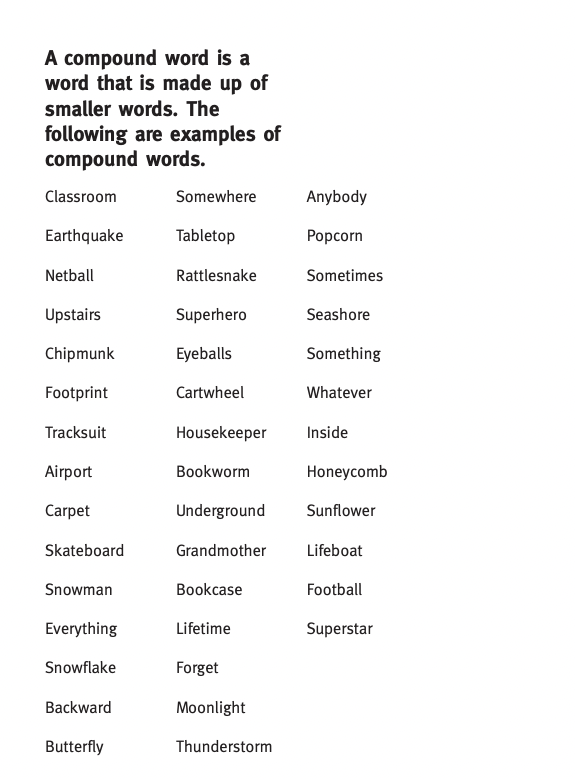 A compound word is a
word that is made up of
smaller words. The
following are examples of
compound words.
Classroom Somewhere Anybody
Earthquake Tabletop Popcorn
Netball Rattlesnake Sometimes
Upstairs Superhero Seashore
Chipmunk Eyeballs Something
Footprint Cartwheel Whatever
Tracksuit Housekeeper Inside
Airport Bookworm Honeycomb
Carpet Underground Sunflower
Skateboard Grandmother Lifeboat
Snowman Bookcase Football
Everything Lifetime Superstar
Snowflake Forget
Backward Moonlight
Butterfly Thunderstorm